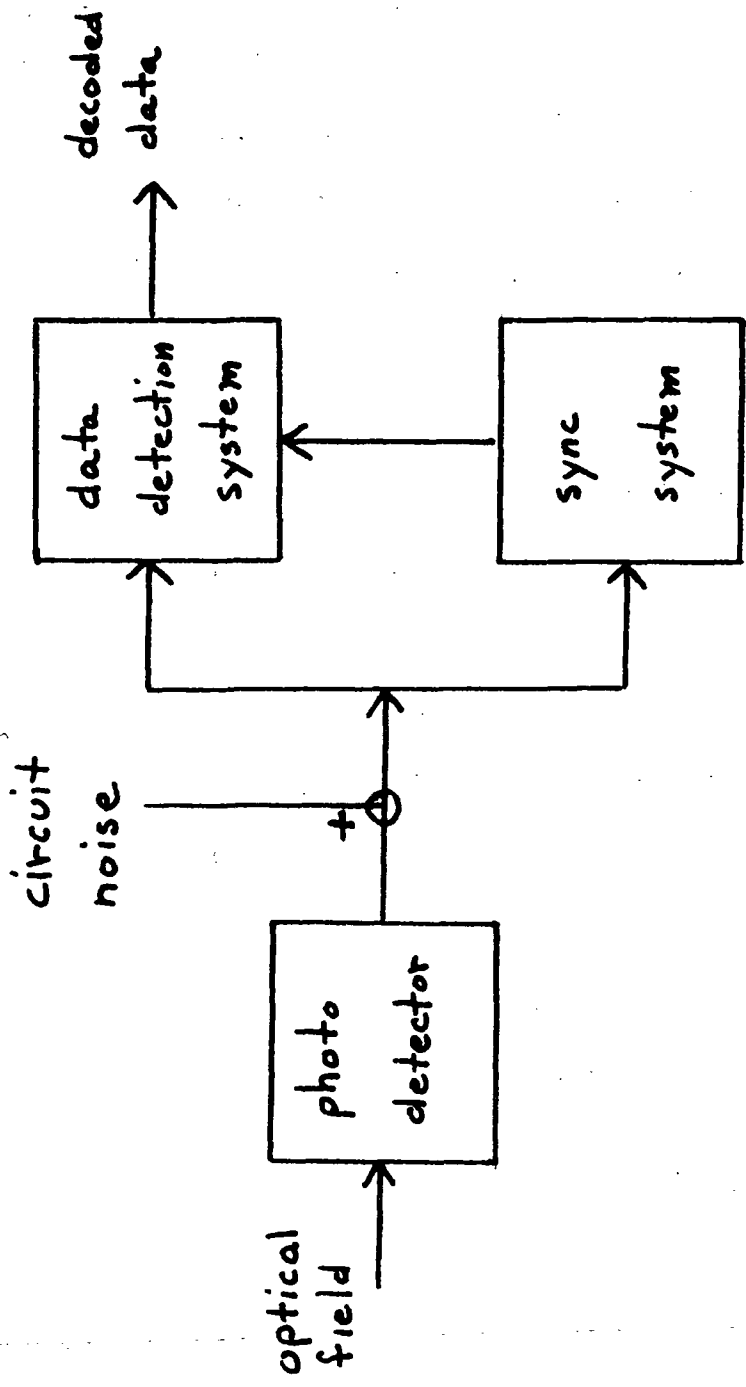 optical
field
photo
detector
circuit
noise
+
data
detection
system
sync
system
decoded
data